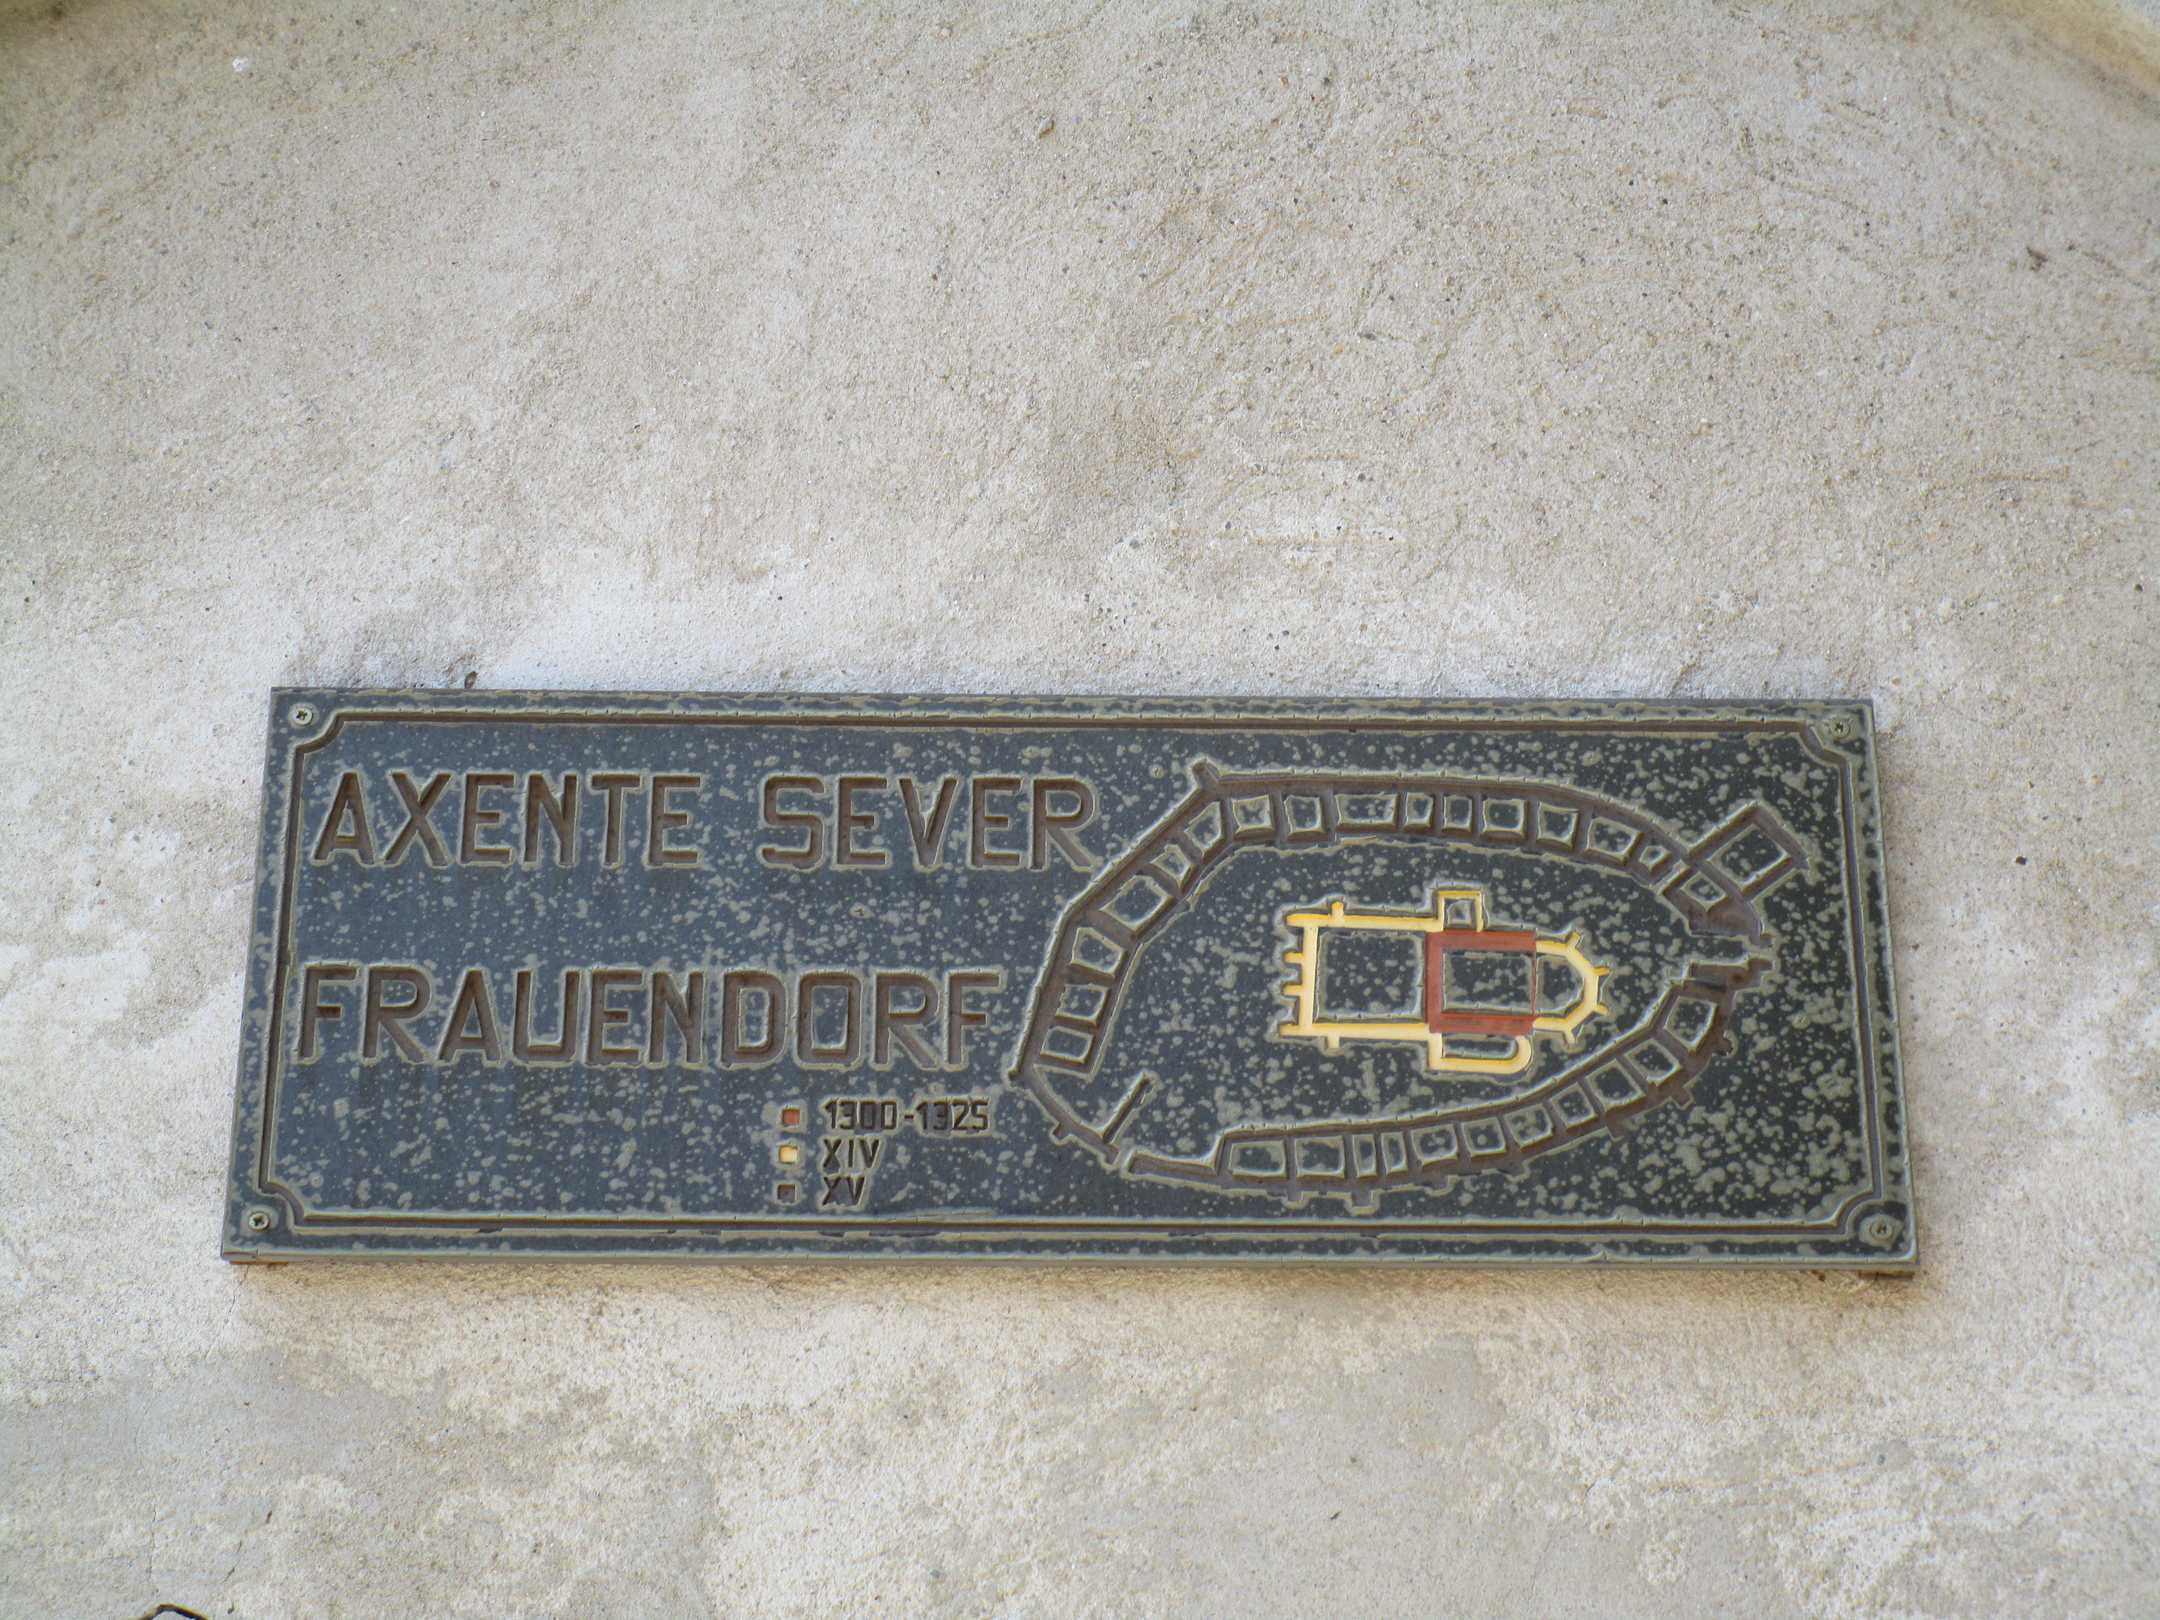 AXENTE SEVER
FRAUENDORF
1300-1325
XIV
XV